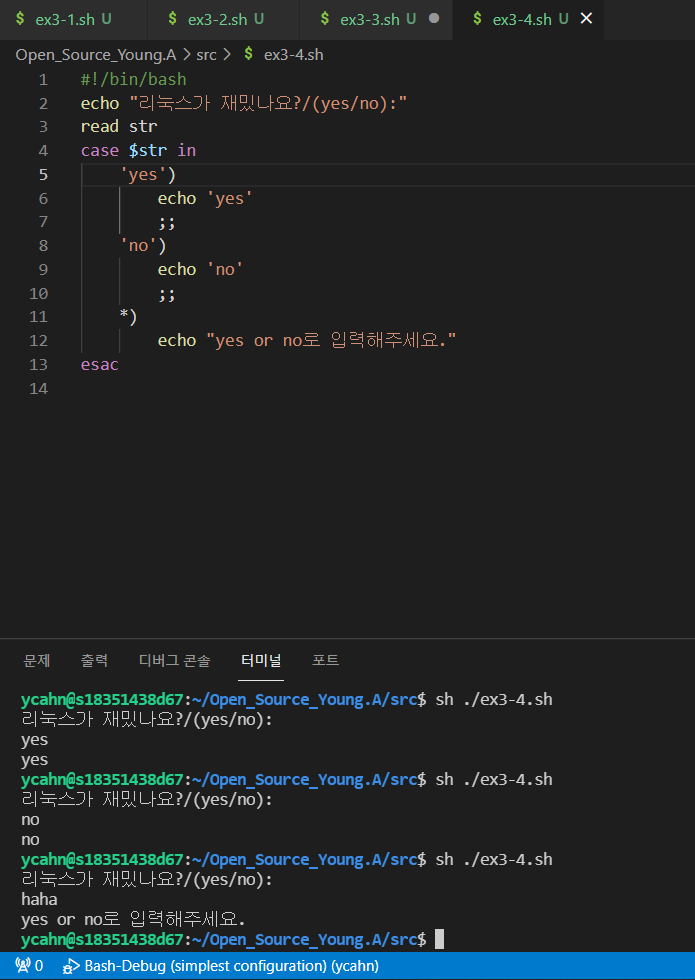 $ ex3-1.sh U $ ex3-2.sh U $ ex3-3.sh U ● $ ex3-4.sh U ×
Open_Source_Young.A > src > $ ex3-4.sh
1 #!/bin/bash
2 echo "리눅스가 재밌나요?/(yes/no):"
3 read str
4 case $str in
5 'yes')
6 echo 'yes'
7 ;;
8 'no')
9 echo 'no'
10 ;;
11 *)
12 echo "yes or no로 입력해주세요."
13 esac
14
문제 출력 디버그 콘솔 터미널 포트
ycahn@s18351438d67:~/Open_Source_Young.A/src$ sh ./ex3-4.sh
리눅스가 재밌나요?/(yes/no):
yes
yes
ycahn@s18351438d67:~/Open_Source_Young.A/src$ sh ./ex3-4.sh
리눅스가 재밌나요?/(yes/no):
no
no
ycahn@s18351438d67:~/Open_Source_Young.A/src$ sh ./ex3-4.sh
리눅스가 재밌나요?/(yes/no):
haha
yes or no로 입력해주세요.
ycahn@s18351438d67:~/Open_Source_Young.A/src$
0 Bash-Debug (simplest configuration) (ycahn)